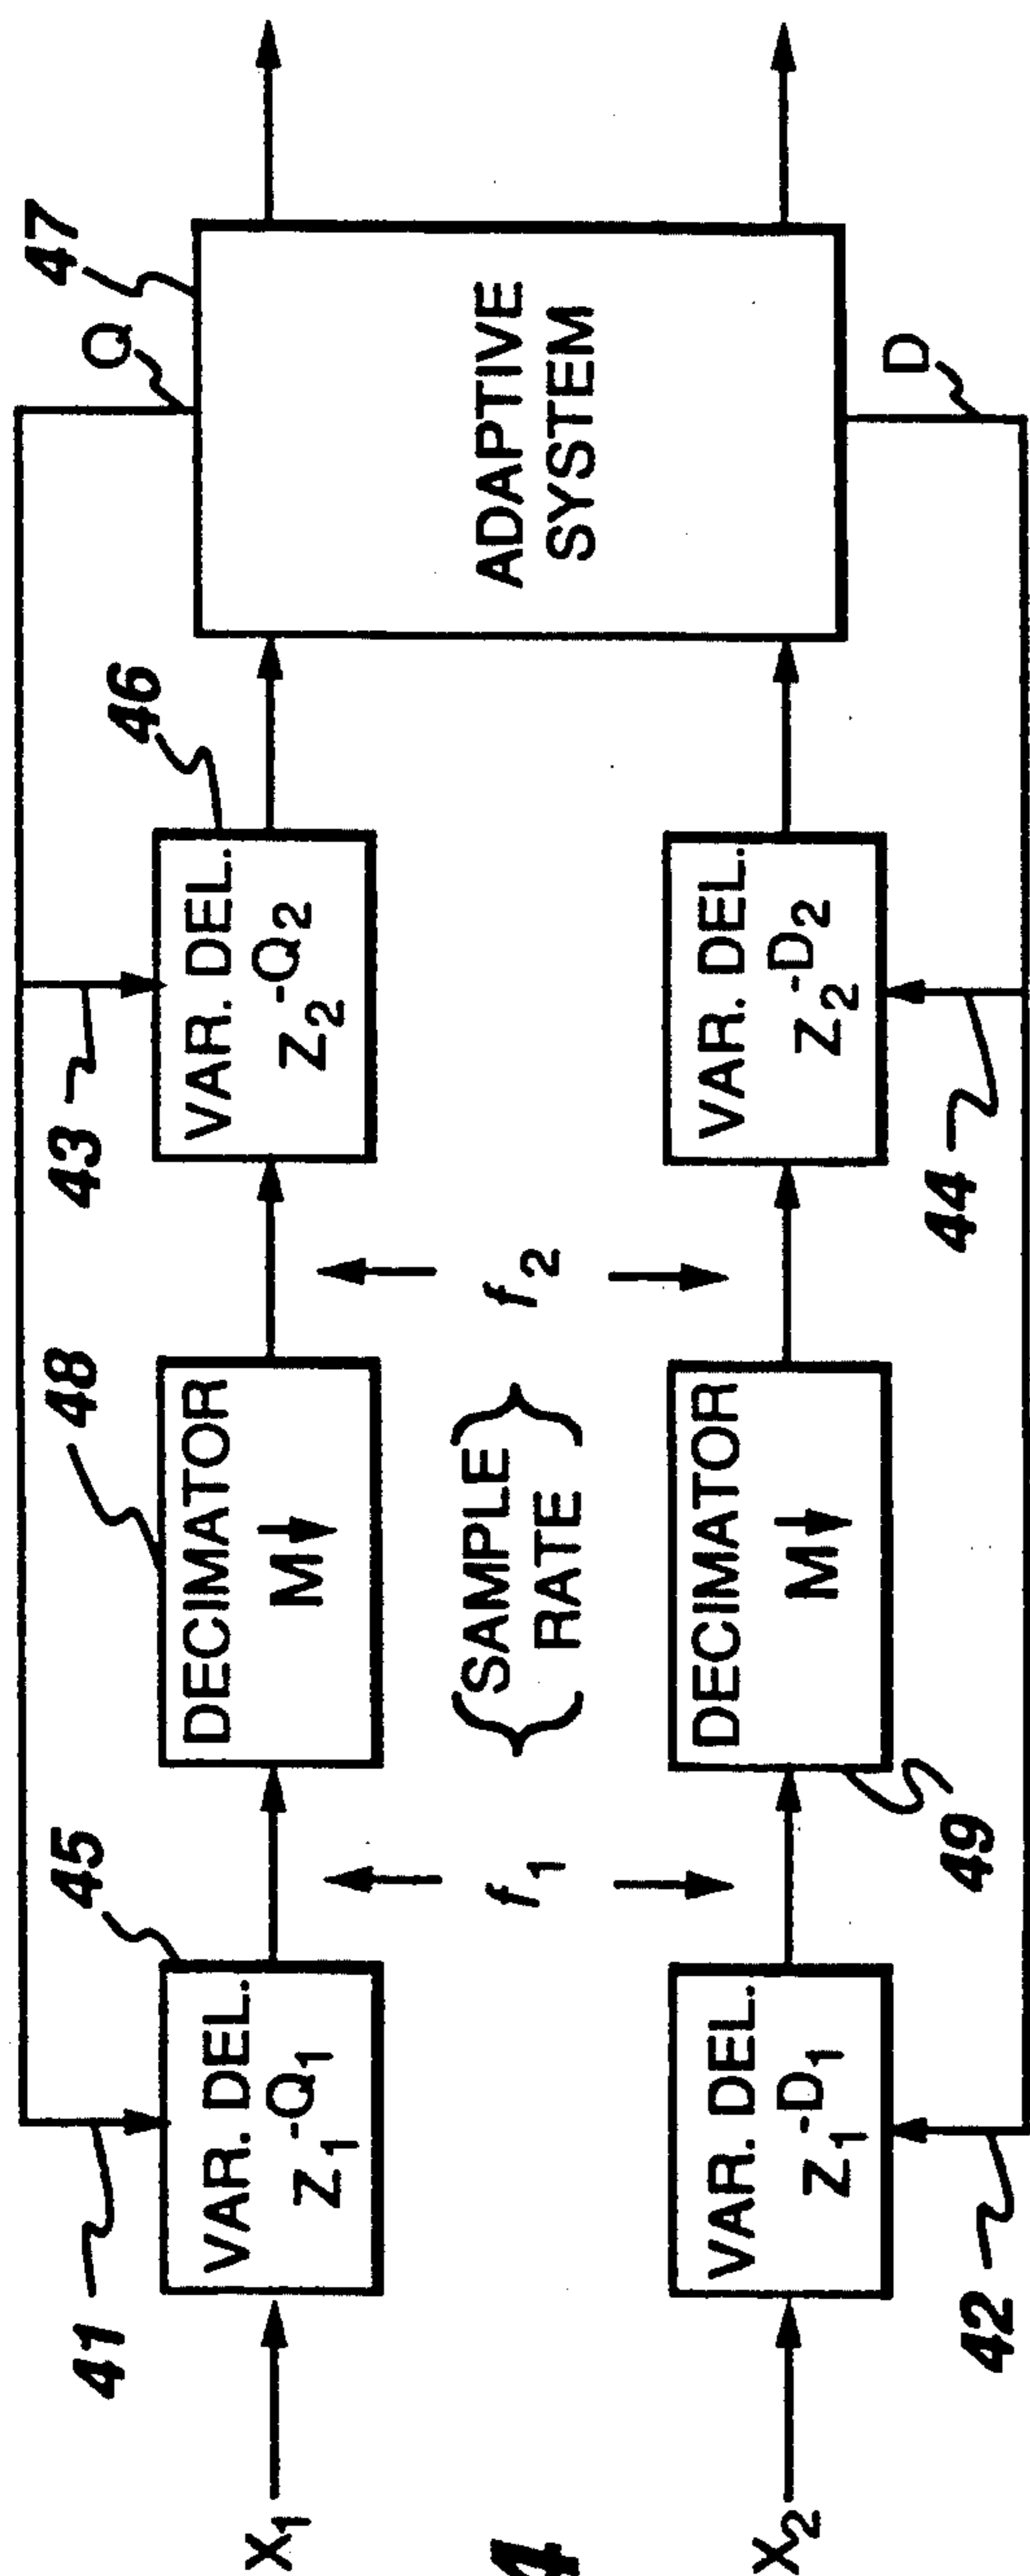 47
Q
43
46
48
45
41
VAR. DEL.
Z₁⁻Q₁
DECIMATOR
M↓
VAR. DEL.
Z₂⁻Q₂
ADAPTIVE
SYSTEM
X₁
f₁
{SAMPLE
RATE}
f₂
4
X₂
VAR. DEL.
Z₁⁻D₁
DECIMATOR
M↓
VAR. DEL.
Z₂⁻D₂
D
42
49
44